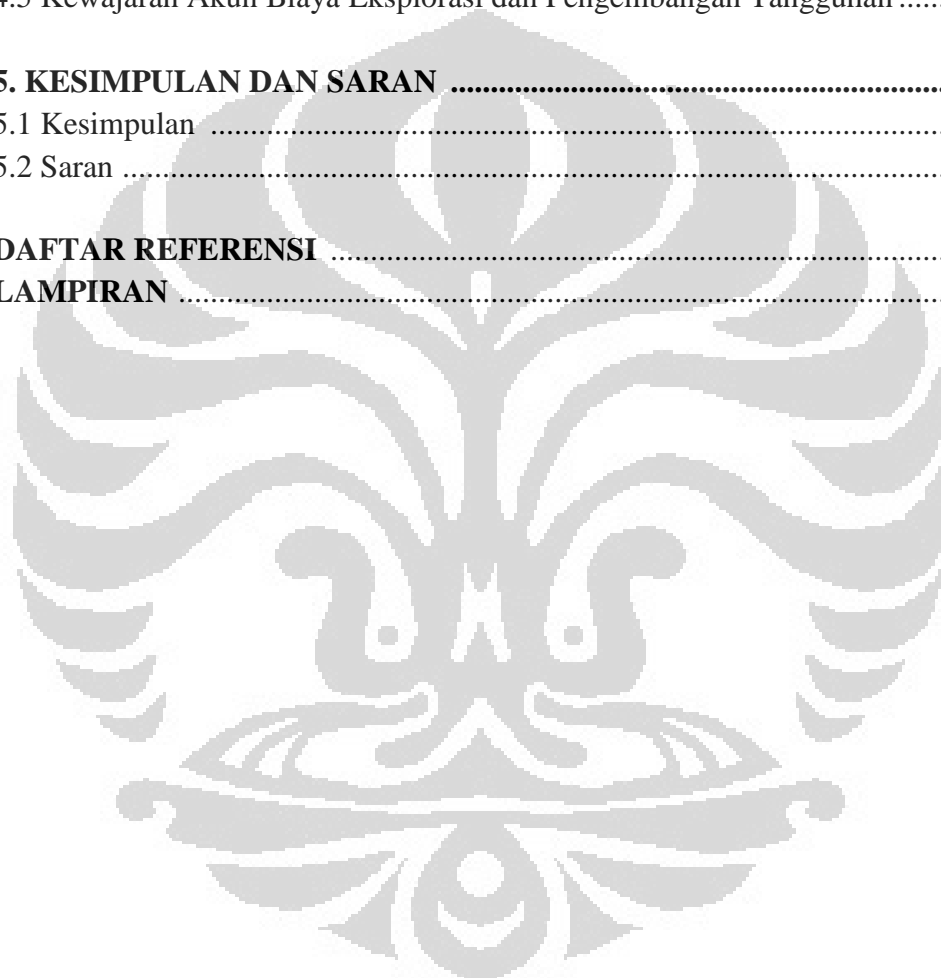 4.5 Kewajaran Akun Biaya Eksplorasi dan Pengembangan Tangguhan ......
5. KESIMPULAN DAN SARAN ............................................................
5.1 Kesimpulan ............................................................................................
5.2 Saran .......................................................................................................
DAFTAR REFERENSI ............................................................................
LAMPIRAN ...............................................................................................